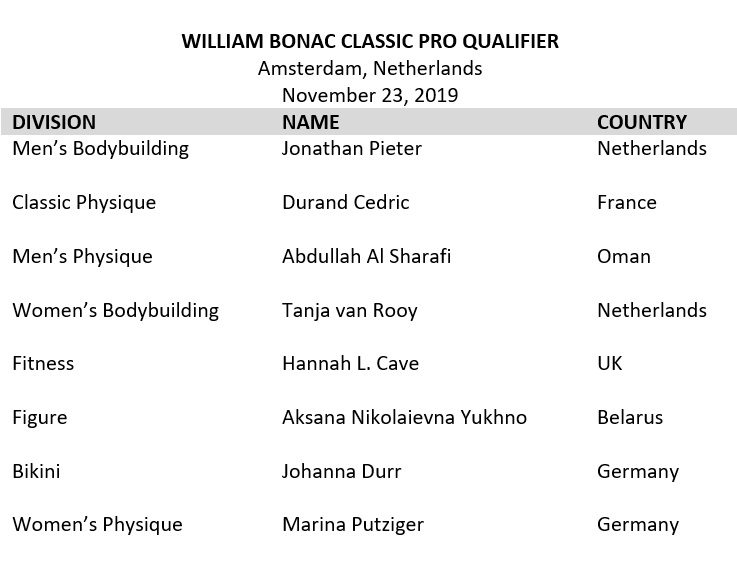 WILLIAM BONAC CLASSIC PRO QUALIFIER
Amsterdam, Netherlands
November 23, 2019
DIVISION NAME COUNTRY
Men’s Bodybuilding Jonathan Pieter Netherlands
Classic Physique Durand Cedric France
Men’s Physique Abdullah Al Sharafi Oman
Women’s Bodybuilding Tanja van Rooy Netherlands
Fitness Hannah L. Cave UK
Figure Aksana Nikolaievna Yukhno Belarus
Bikini Johanna Durr Germany
Women’s Physique Marina Putziger Germany